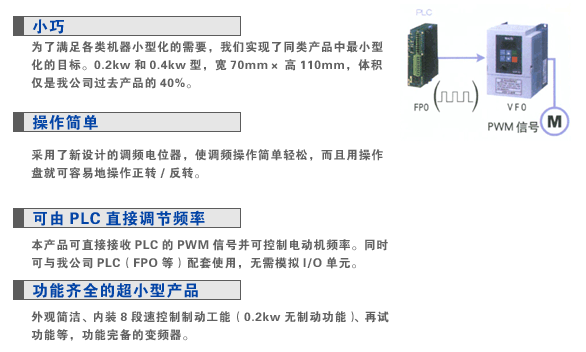 小巧
为了满足各类机器小型化的需要，我们实现了同类产品中最小型
化的目标。0.2kw 和 0.4kw 型，宽 70mm × 高 110mm，体积
仅是我公司过去产品的 40%。
操作简单
采用了新设计的调频电位器，使调频操作简单轻松，而且用操作
盘就可容易地操作正转 / 反转。
可由 PLC 直接调节频率
本产品可直接接收 PLC 的 PWM 信号并可控制电动机频率。同时
可与我公司 PLC（FPO 等）配套使用，无需模拟 I/O 单元。
功能齐全的超小型产品
外观简洁、内装 8 段速控制制动工能（0.2kw 无制动功能）、再试
功能等，功能完备的变频器。
PLC
FPO
VFO
PWM 信号
M